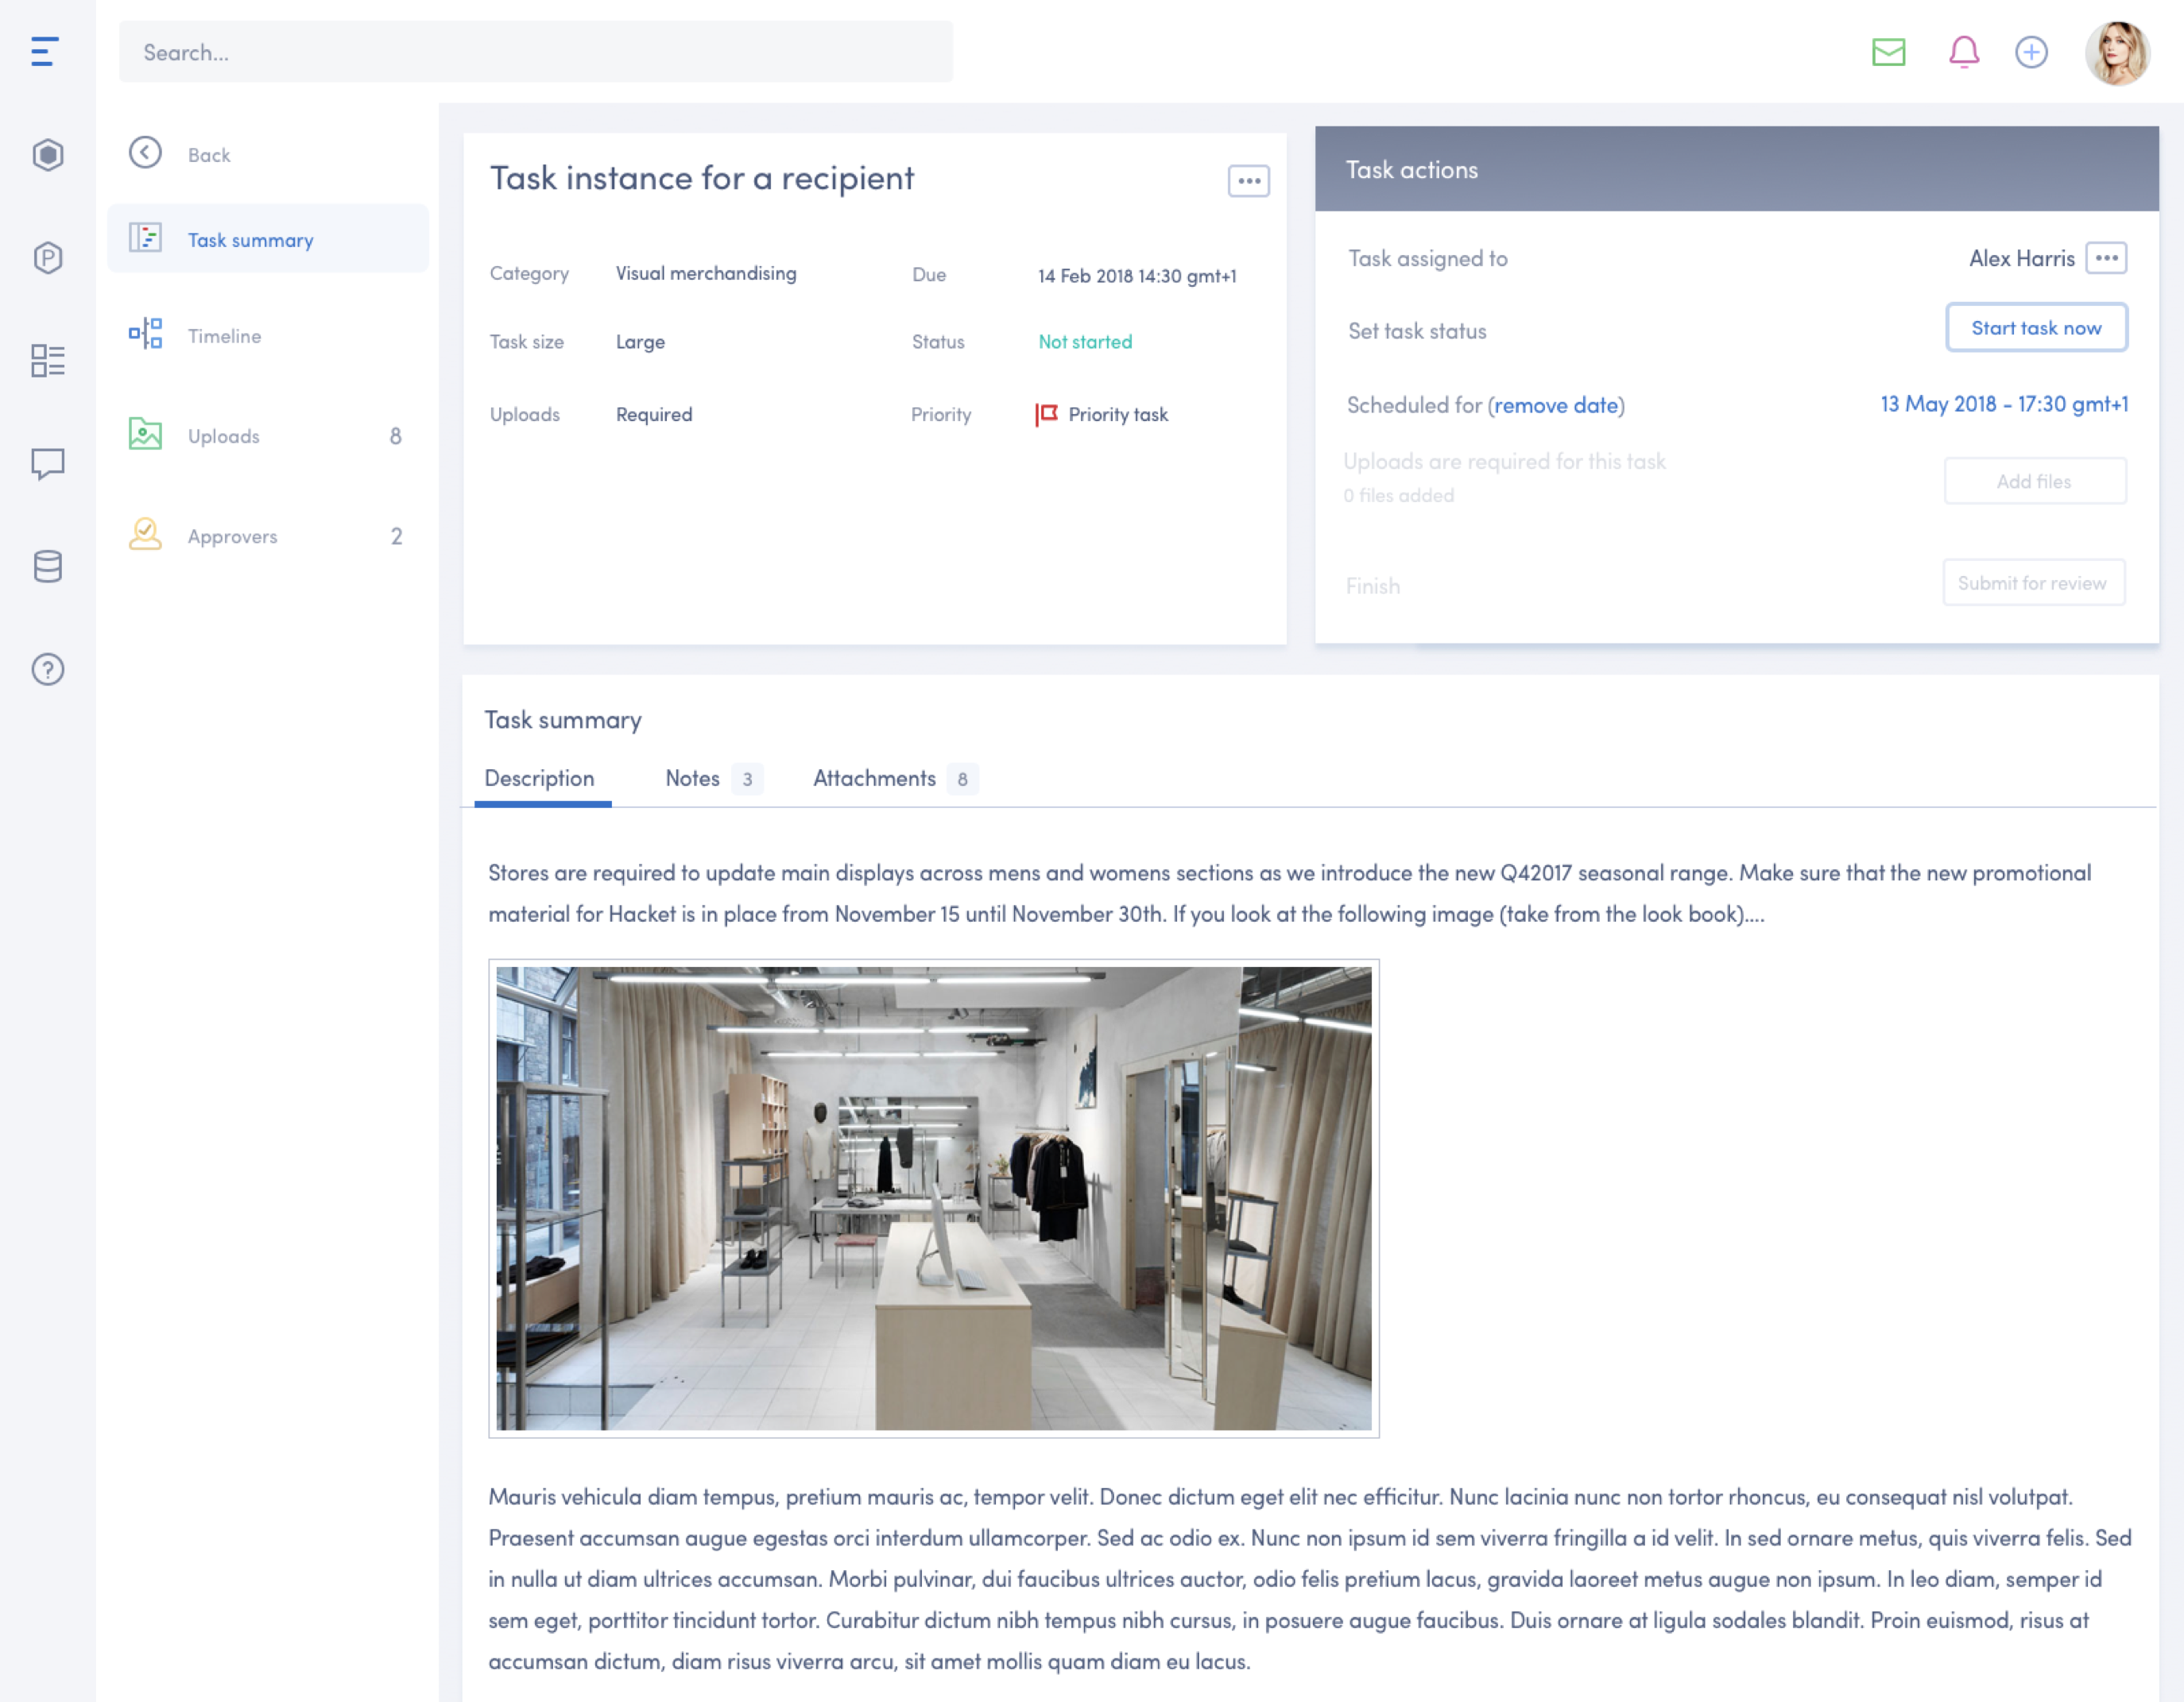 Search...
Back
Task summary
Timeline
Uploads 8
Approvers 2
P
?
Task instance for a recipient
Category Visual merchandising Due 14 Feb 2018 14:30 gmt+1
Task size Large Status Not started
Uploads Required Priority Priority task
Task actions
Task assigned to Alex Harris
Set task status Start task now
Scheduled for (remove date) 13 May 2018 - 17:30 gmt+1
Uploads are required for this task
0 files added Add files
Finish Submit for review
Task summary
Description Notes 3 Attachments 8
Stores are required to update main displays across mens and womens sections as we introduce the new Q42017 seasonal range. Make sure that the new promotional
material for Hacket is in place from November 15 until November 30th. If you look at the following image (take from the look book)....
Mauris vehicula diam tempus, pretium mauris ac, tempor velit. Donec dictum eget elit nec efficitur. Nunc lacinia nunc non tortor rhoncus, eu consequat nisl volutpat.
Praesent accumsan augue egestas orci interdum ullamcorper. Sed ac odio ex. Nunc non ipsum id sem viverra fringilla a id velit. In sed ornare metus, quis viverra felis. Sed
in nulla ut diam ultrices accumsan. Morbi pulvinar, dui faucibus ultrices auctor, odio felis pretium lacus, gravida laoreet metus augue non ipsum. In leo diam, semper id
sem eget, porttitor tincidunt tortor. Curabitur dictum nibh tempus nibh cursus, in posuere augue faucibus. Duis ornare at ligula sodales blandit. Proin euismod, risus at
accumsan dictum, diam risus viverra arcu, sit amet mollis quam diam eu lacus.